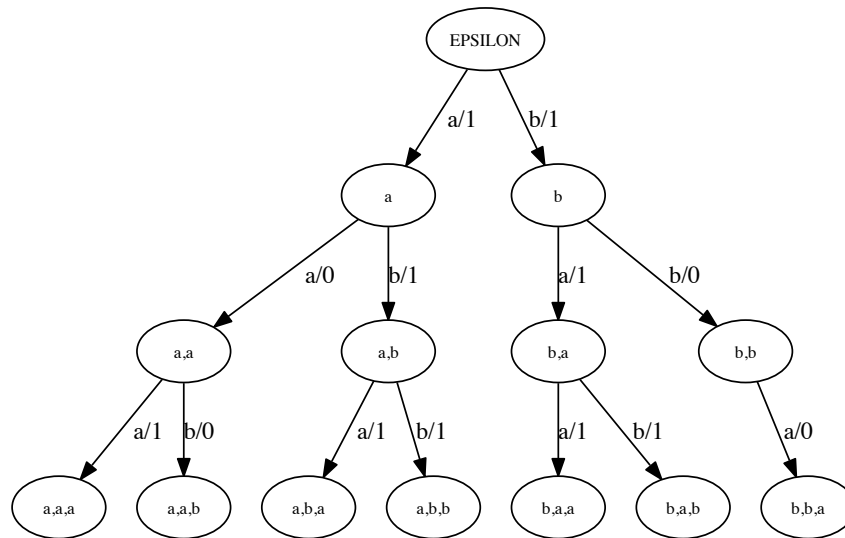 EPSILON
a/1 b/1
a b
a/0 b/1 a/1 b/0
a,a a,b b,a b,b
a/1 b/0 a/1 b/1 a/1 b/1 a/0
a,a,a a,a,b a,b,a a,b,b b,a,a b,a,b b,b,a